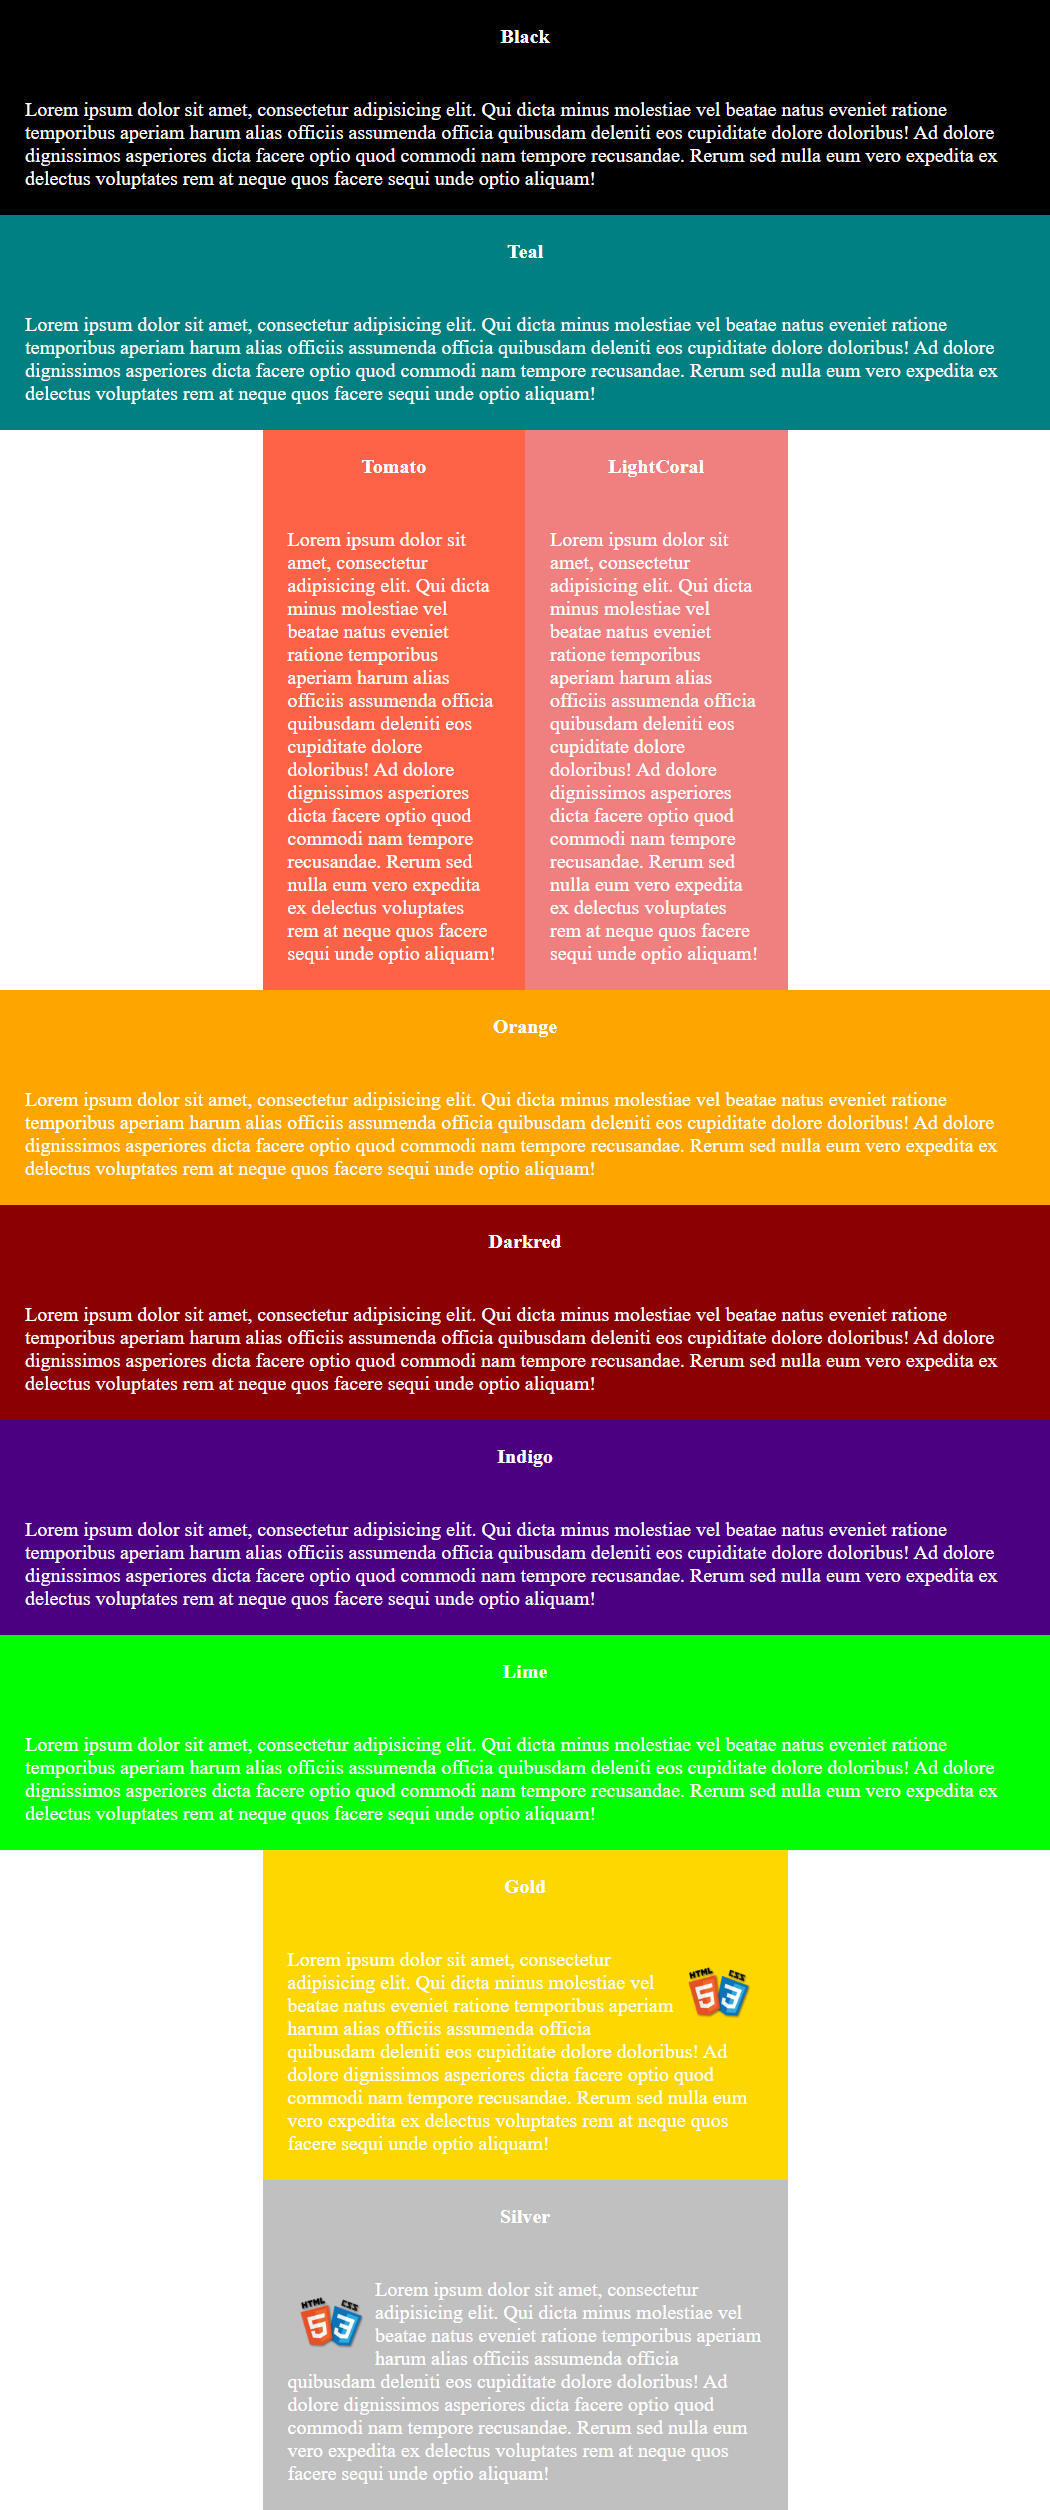 Black
Lorem ipsum dolor sit amet, consectetur adipisicing elit. Qui dicta minus molestiae vel beatae natus eveniet ratione
temporibus aperiam harum alias officiis assumenda officia quibusdam deleniti eos cupiditate dolore doloribus! Ad dolore
dignissimos asperiores dicta facere optio quod commodi nam tempore recusandae. Rerum sed nulla eum vero expedita ex
delectus voluptates rem at neque quos facere sequi unde optio aliquam!
Teal
Lorem ipsum dolor sit amet, consectetur adipisicing elit. Qui dicta minus molestiae vel beatae natus eveniet ratione
temporibus aperiam harum alias officiis assumenda officia quibusdam deleniti eos cupiditate dolore doloribus! Ad dolore
dignissimos asperiores dicta facere optio quod commodi nam tempore recusandae. Rerum sed nulla eum vero expedita ex
delectus voluptates rem at neque quos facere sequi unde optio aliquam!
Tomato
Lorem ipsum dolor sit
amet, consectetur
adipisicing elit. Qui dicta
minus molestiae vel
beatae natus eveniet
ratione temporibus
aperiam harum alias
officiis assumenda officia
quibusdam deleniti eos
cupiditate dolore
doloribus! Ad dolore
dignissimos asperiores
dicta facere optio quod
commodi nam tempore
recusandae. Rerum sed
nulla eum vero expedita
ex delectus voluptates
rem at neque quos facere
sequi unde optio aliquam!
LightCoral
Lorem ipsum dolor sit
amet, consectetur
adipisicing elit. Qui dicta
minus molestiae vel
beatae natus eveniet
ratione temporibus
aperiam harum alias
officiis assumenda officia
quibusdam deleniti eos
cupiditate dolore
doloribus! Ad dolore
dignissimos asperiores
dicta facere optio quod
commodi nam tempore
recusandae. Rerum sed
nulla eum vero expedita
ex delectus voluptates
rem at neque quos facere
sequi unde optio aliquam!
Orange
Lorem ipsum dolor sit amet, consectetur adipisicing elit. Qui dicta minus molestiae vel beatae natus eveniet ratione
temporibus aperiam harum alias officiis assumenda officia quibusdam deleniti eos cupiditate dolore doloribus! Ad dolore
dignissimos asperiores dicta facere optio quod commodi nam tempore recusandae. Rerum sed nulla eum vero expedita ex
delectus voluptates rem at neque quos facere sequi unde optio aliquam!
Darkred
Lorem ipsum dolor sit amet, consectetur adipisicing elit. Qui dicta minus molestiae vel beatae natus eveniet ratione
temporibus aperiam harum alias officiis assumenda officia quibusdam deleniti eos cupiditate dolore doloribus! Ad dolore
dignissimos asperiores dicta facere optio quod commodi nam tempore recusandae. Rerum sed nulla eum vero expedita ex
delectus voluptates rem at neque quos facere sequi unde optio aliquam!
Indigo
Lorem ipsum dolor sit amet, consectetur adipisicing elit. Qui dicta minus molestiae vel beatae natus eveniet ratione
temporibus aperiam harum alias officiis assumenda officia quibusdam deleniti eos cupiditate dolore doloribus! Ad dolore
dignissimos asperiores dicta facere optio quod commodi nam tempore recusandae. Rerum sed nulla eum vero expedita ex
delectus voluptates rem at neque quos facere sequi unde optio aliquam!
Lime
Lorem ipsum dolor sit amet, consectetur adipisicing elit. Qui dicta minus molestiae vel beatae natus eveniet ratione
temporibus aperiam harum alias officiis assumenda officia quibusdam deleniti eos cupiditate dolore doloribus! Ad dolore
dignissimos asperiores dicta facere optio quod commodi nam tempore recusandae. Rerum sed nulla eum vero expedita ex
delectus voluptates rem at neque quos facere sequi unde optio aliquam!
Gold
Lorem ipsum dolor sit amet, consectetur
adipisicing elit. Qui dicta minus molestiae vel
beatae natus eveniet ratione temporibus aperiam
harum alias officiis assumenda officia
quibusdam deleniti eos cupiditate dolore doloribus! Ad
dolore dignissimos asperiores dicta facere optio quod
commodi nam tempore recusandae. Rerum sed nulla eum
vero expedita ex delectus voluptates rem at neque quos
facere sequi unde optio aliquam!
HTML CSS
5 3
Silver
HTML CSS
5 3
Lorem ipsum dolor sit amet, consectetur
adipisicing elit. Qui dicta minus molestiae vel
beatae natus eveniet ratione temporibus aperiam
harum alias officiis assumenda officia
quibusdam deleniti eos cupiditate dolore doloribus! Ad
dolore dignissimos asperiores dicta facere optio quod
commodi nam tempore recusandae. Rerum sed nulla eum
vero expedita ex delectus voluptates rem at neque quos
facere sequi unde optio aliquam!